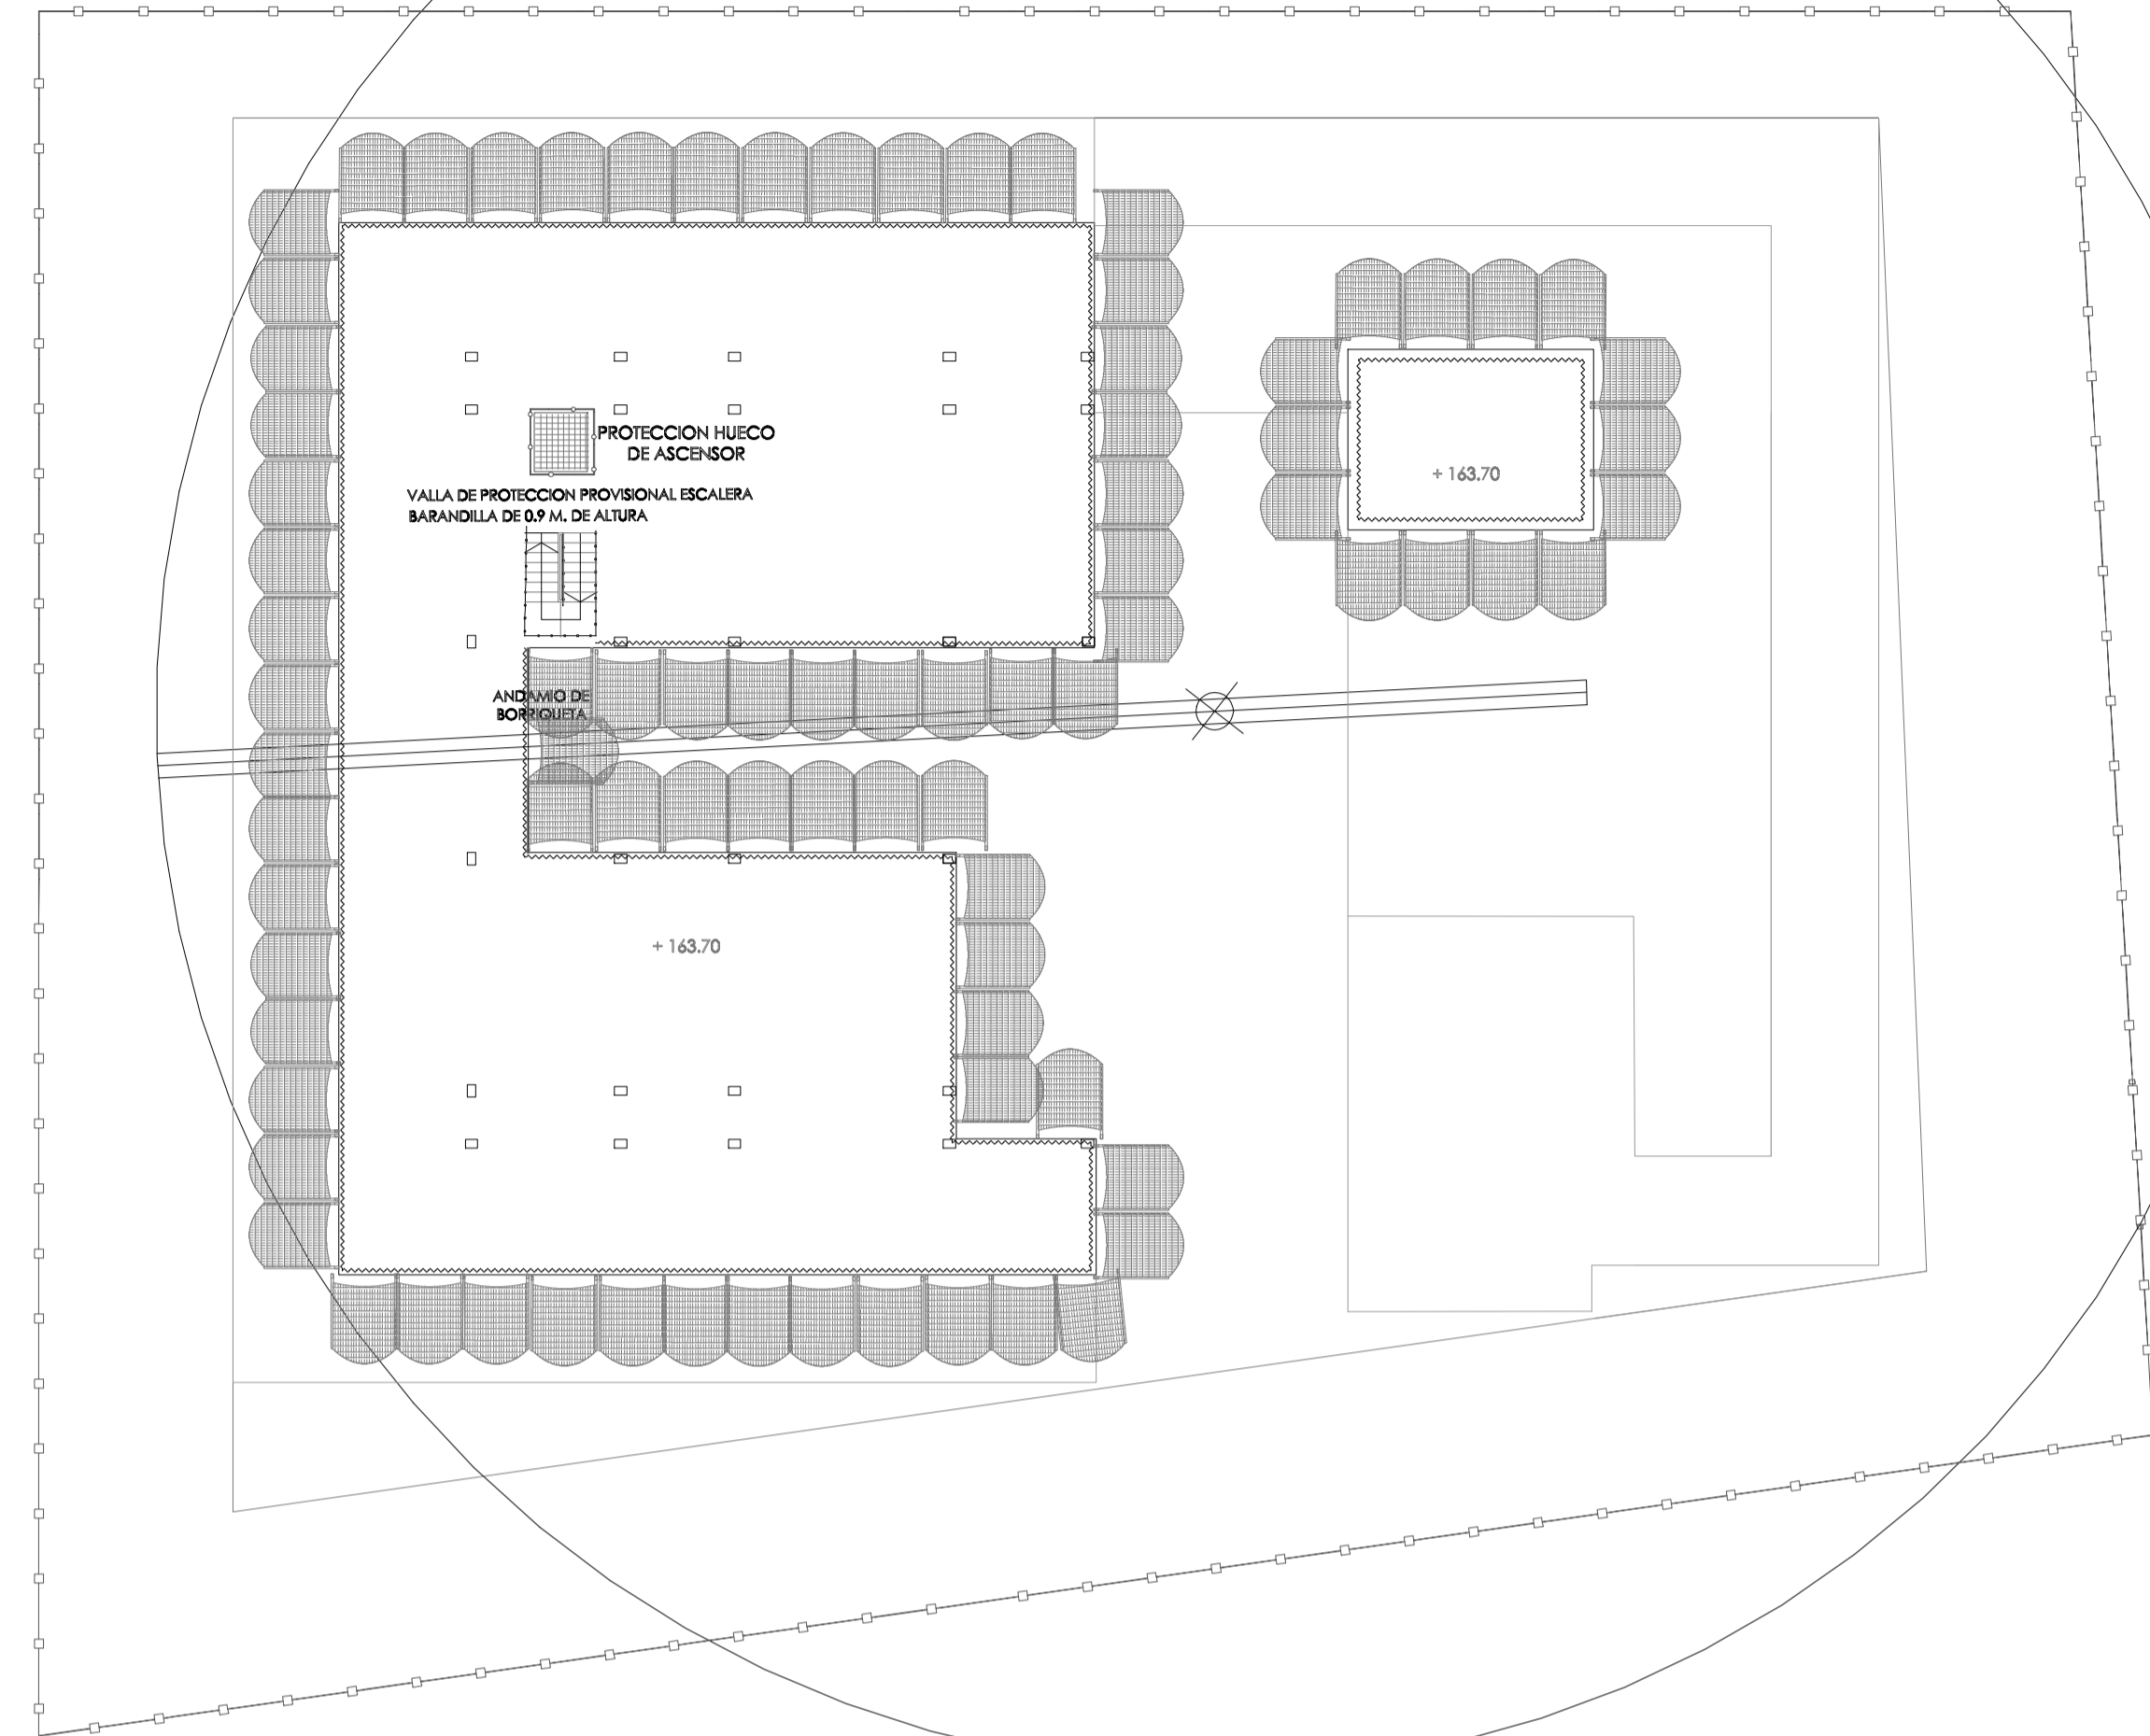 PROTECCION HUECO
DE ASCENSOR
+ 163.70
VALLA DE PROTECCION PROVISIONAL ESCALERA
BARANDILLA DE 0.9 M. DE ALTURA
ANDAMIO DE
BORRIQUETA
+ 163.70